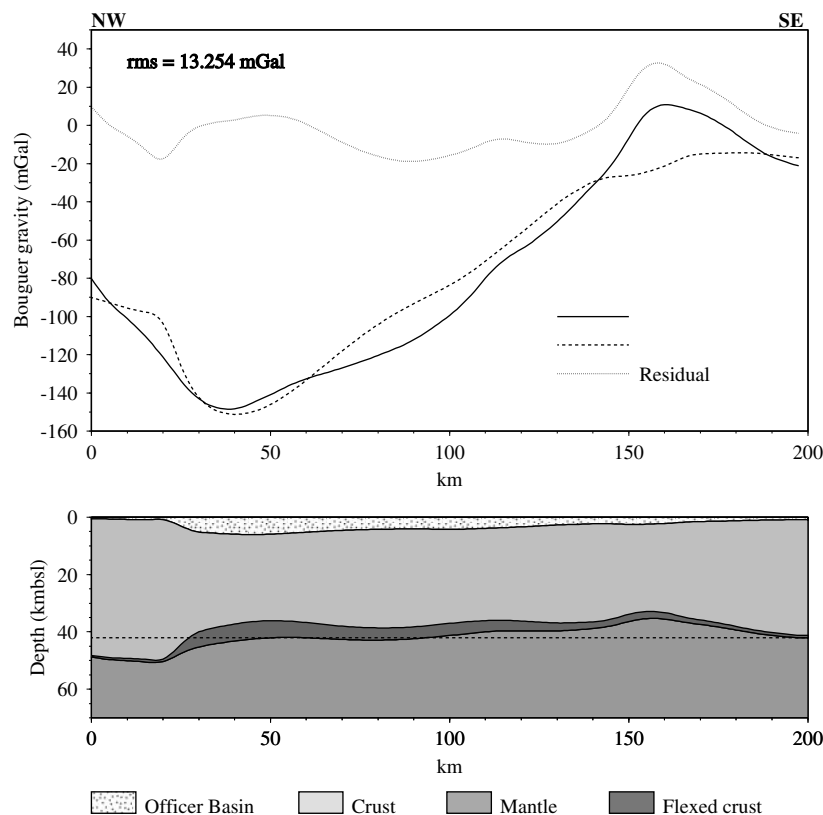 NW SE
rms = 13.254 mGal
40
20
0
-20
-40
-60
-80
-100
-120
-140
-160
Bouguer gravity (mGal)
Residual
0 50 100 150 200
km
0
20
40
60
Depth (kmbsl)
0 50 100 150 200
km
Officer Basin Crust Mantle Flexed crust